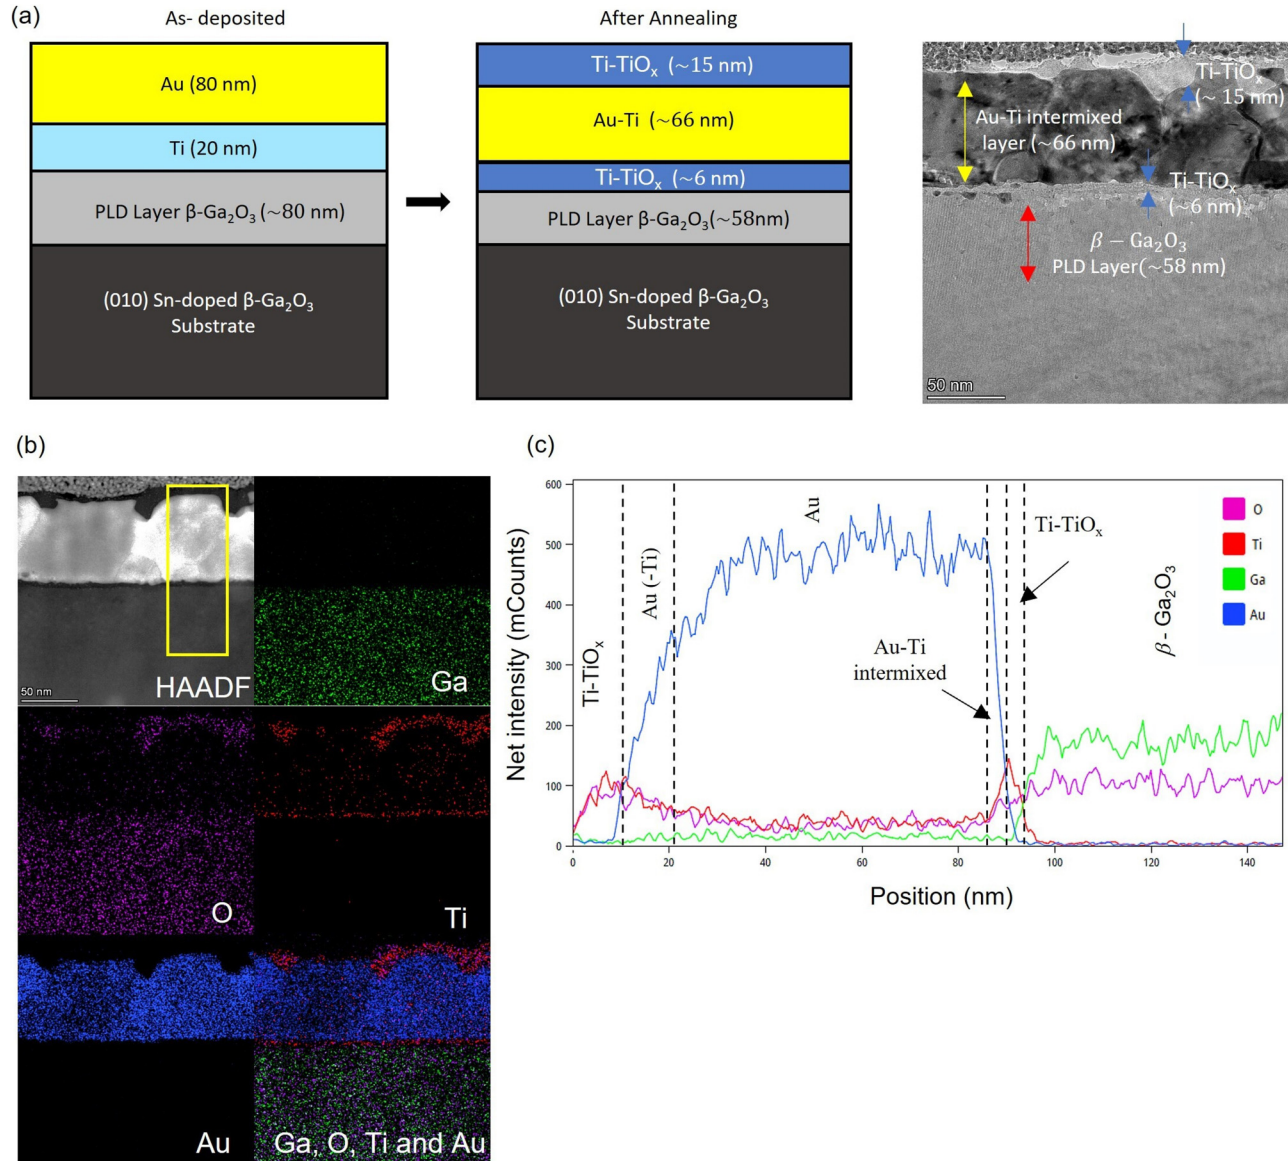 (a)
As- deposited
Au (80 nm)
Ti (20 nm)
PLD Layer β-Ga₂O₃ (~80 nm)
(010) Sn-doped β-Ga₂O₃
Substrate
After Annealing
Ti-TiOₓ (~15 nm)
Au-Ti (~66 nm)
Ti-TiOₓ (~6 nm)
PLD Layer β-Ga₂O₃(~58nm)
(010) Sn-doped β-Ga₂O₃
Substrate
Ti-TiOₓ
(~ 15 nm)
Au-Ti intermixed
layer (~66 nm)
Ti-TiOₓ
(~6 nm)
β – Ga₂O₃
PLD Layer(~58 nm)
50 nm
(b)
HAADF
50 nm
Ga
O
Ti
Au
Ga, O, Ti and Au
(c)
Net intensity (mCounts)
600
500
400
300
200
100
0
0
20
40
60
80
100
120
140
Position (nm)
Ti-TiOₓ
Au (-Ti)
Au
Au-Ti
intermixed
Ti-TiOₓ
β- Ga₂O₃
O
Ti
Ga
Au